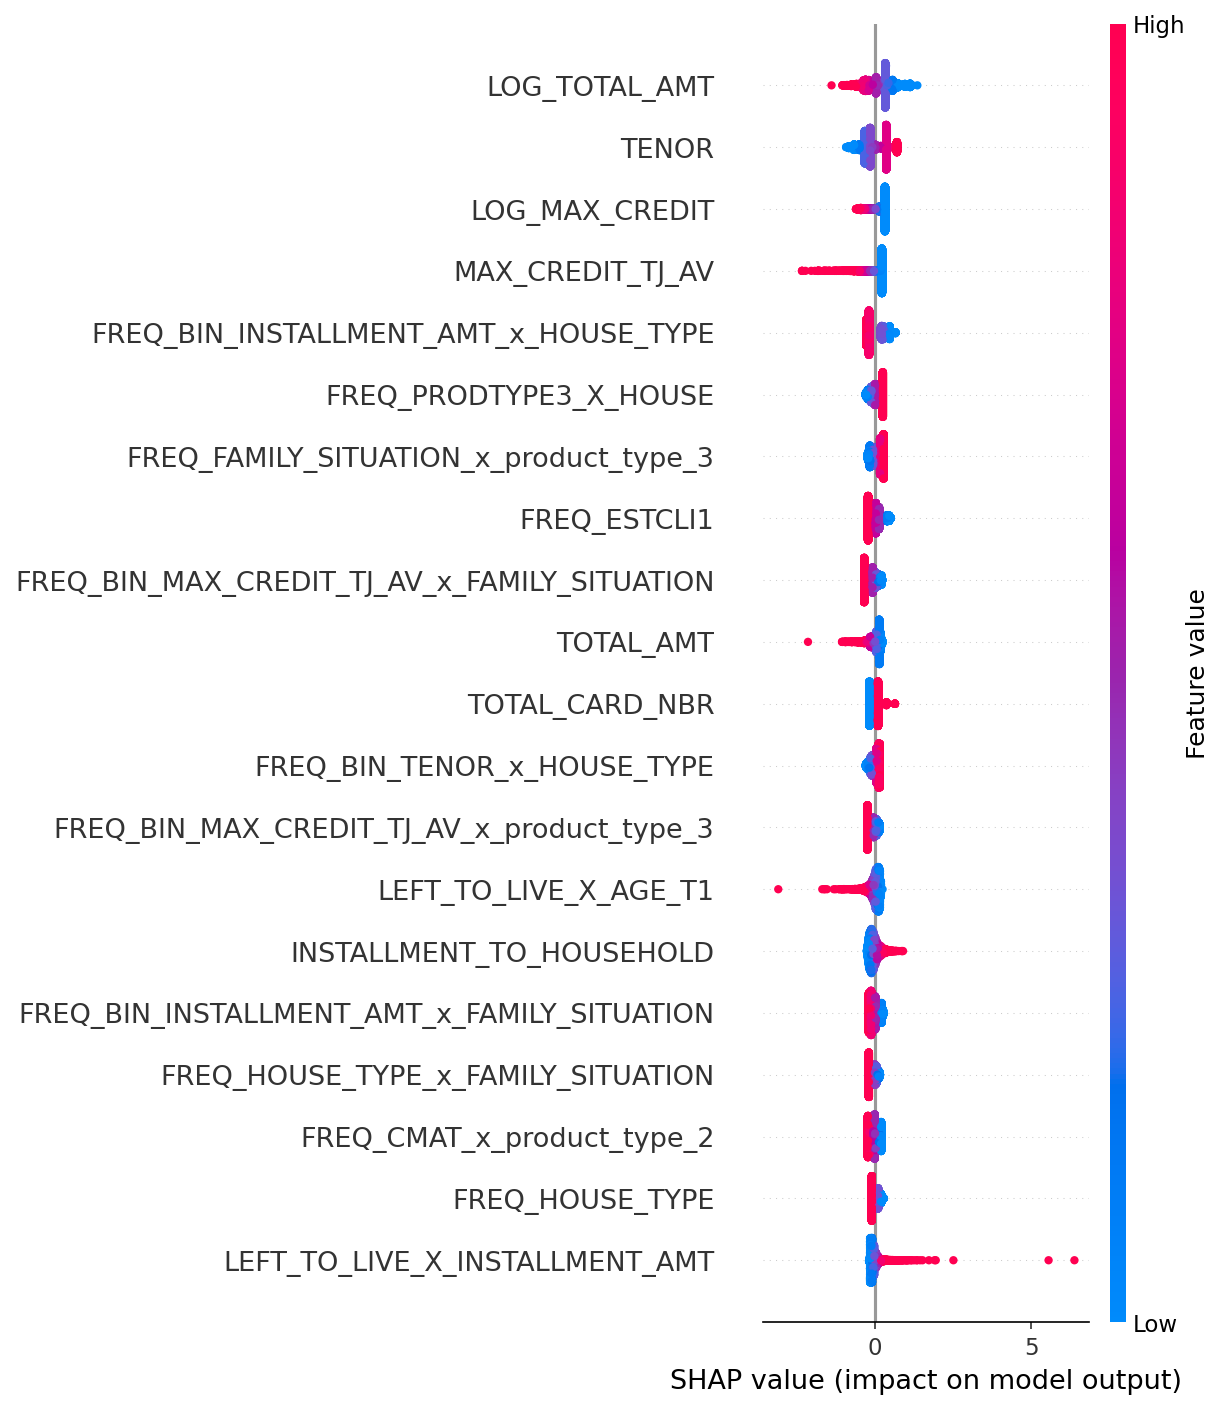 High
LOG_TOTAL_AMT
TENOR
LOG_MAX_CREDIT
MAX_CREDIT_TJ_AV
FREQ_BIN_INSTALLMENT_AMT_x_HOUSE_TYPE
FREQ_PRODTYPE3_X_HOUSE
FREQ_FAMILY_SITUATION_x_product_type_3
FREQ_ESTCLI1
FREQ_BIN_MAX_CREDIT_TJ_AV_x_FAMILY_SITUATION
TOTAL_AMT
TOTAL_CARD_NBR
FREQ_BIN_TENOR_x_HOUSE_TYPE
FREQ_BIN_MAX_CREDIT_TJ_AV_x_product_type_3
LEFT_TO_LIVE_X_AGE_T1
INSTALLMENT_TO_HOUSEHOLD
FREQ_BIN_INSTALLMENT_AMT_x_FAMILY_SITUATION
FREQ_HOUSE_TYPE_x_FAMILY_SITUATION
FREQ_CMAT_x_product_type_2
FREQ_HOUSE_TYPE
LEFT_TO_LIVE_X_INSTALLMENT_AMT
Feature value
Low
0 5
SHAP value (impact on model output)